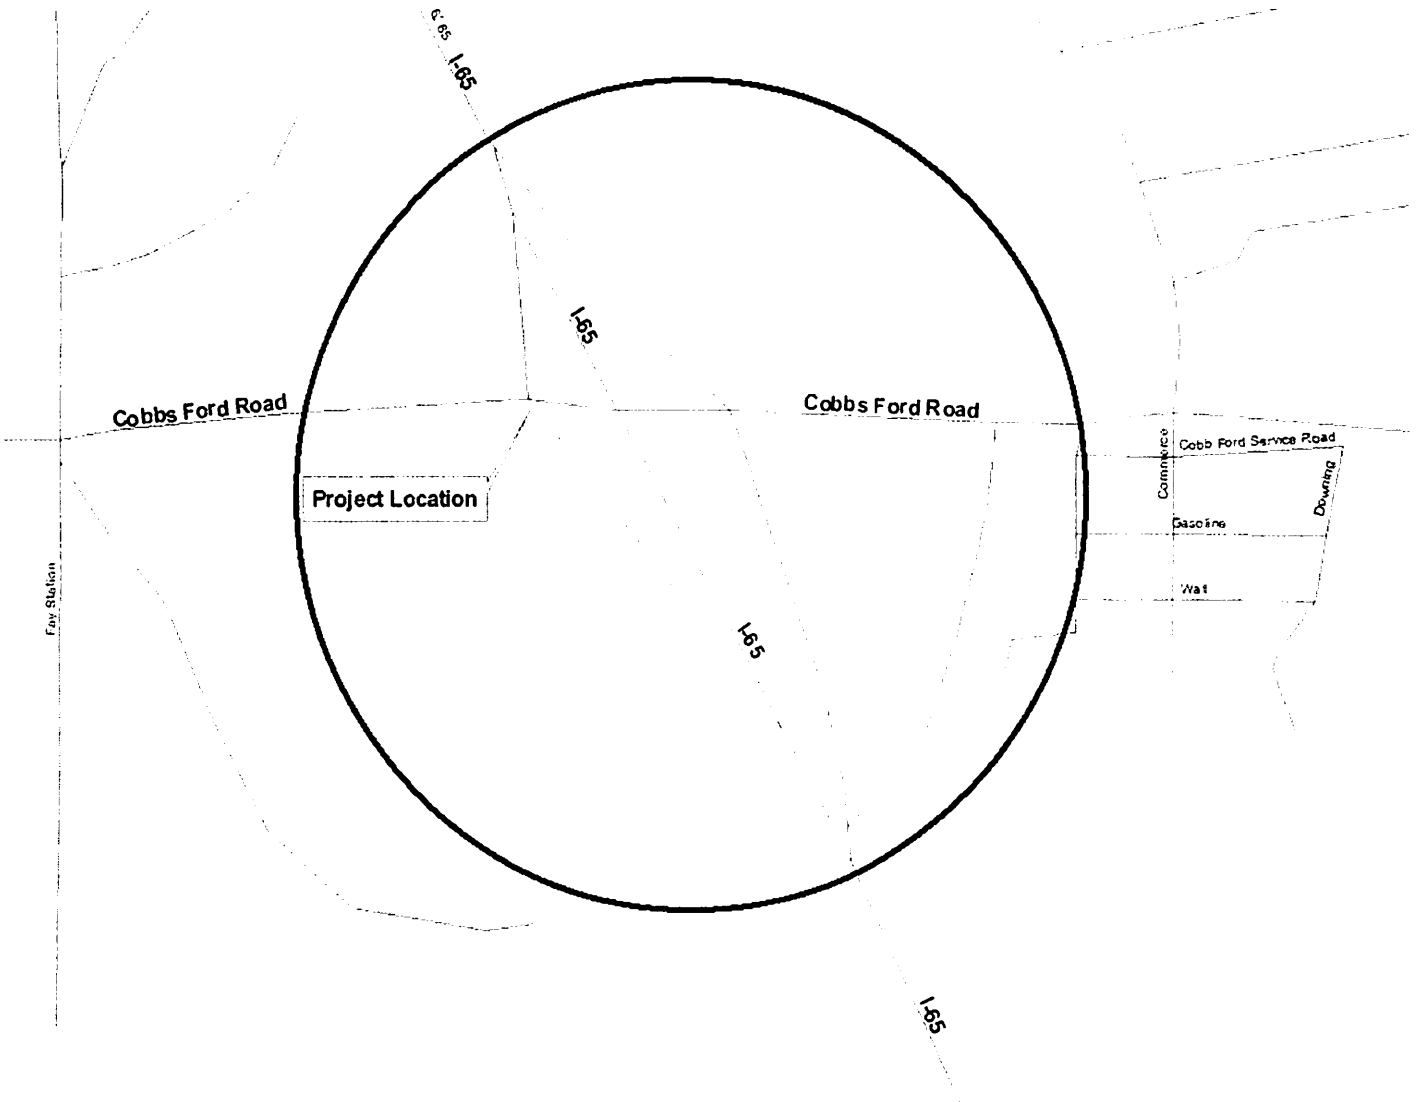 I-65
I-65
Cobbs Ford Road
Cobbs Ford Road
Cobb Ford Service Road
Commerce
Downing
Project Location
Gasoline
Fay Station
I-65
I-65